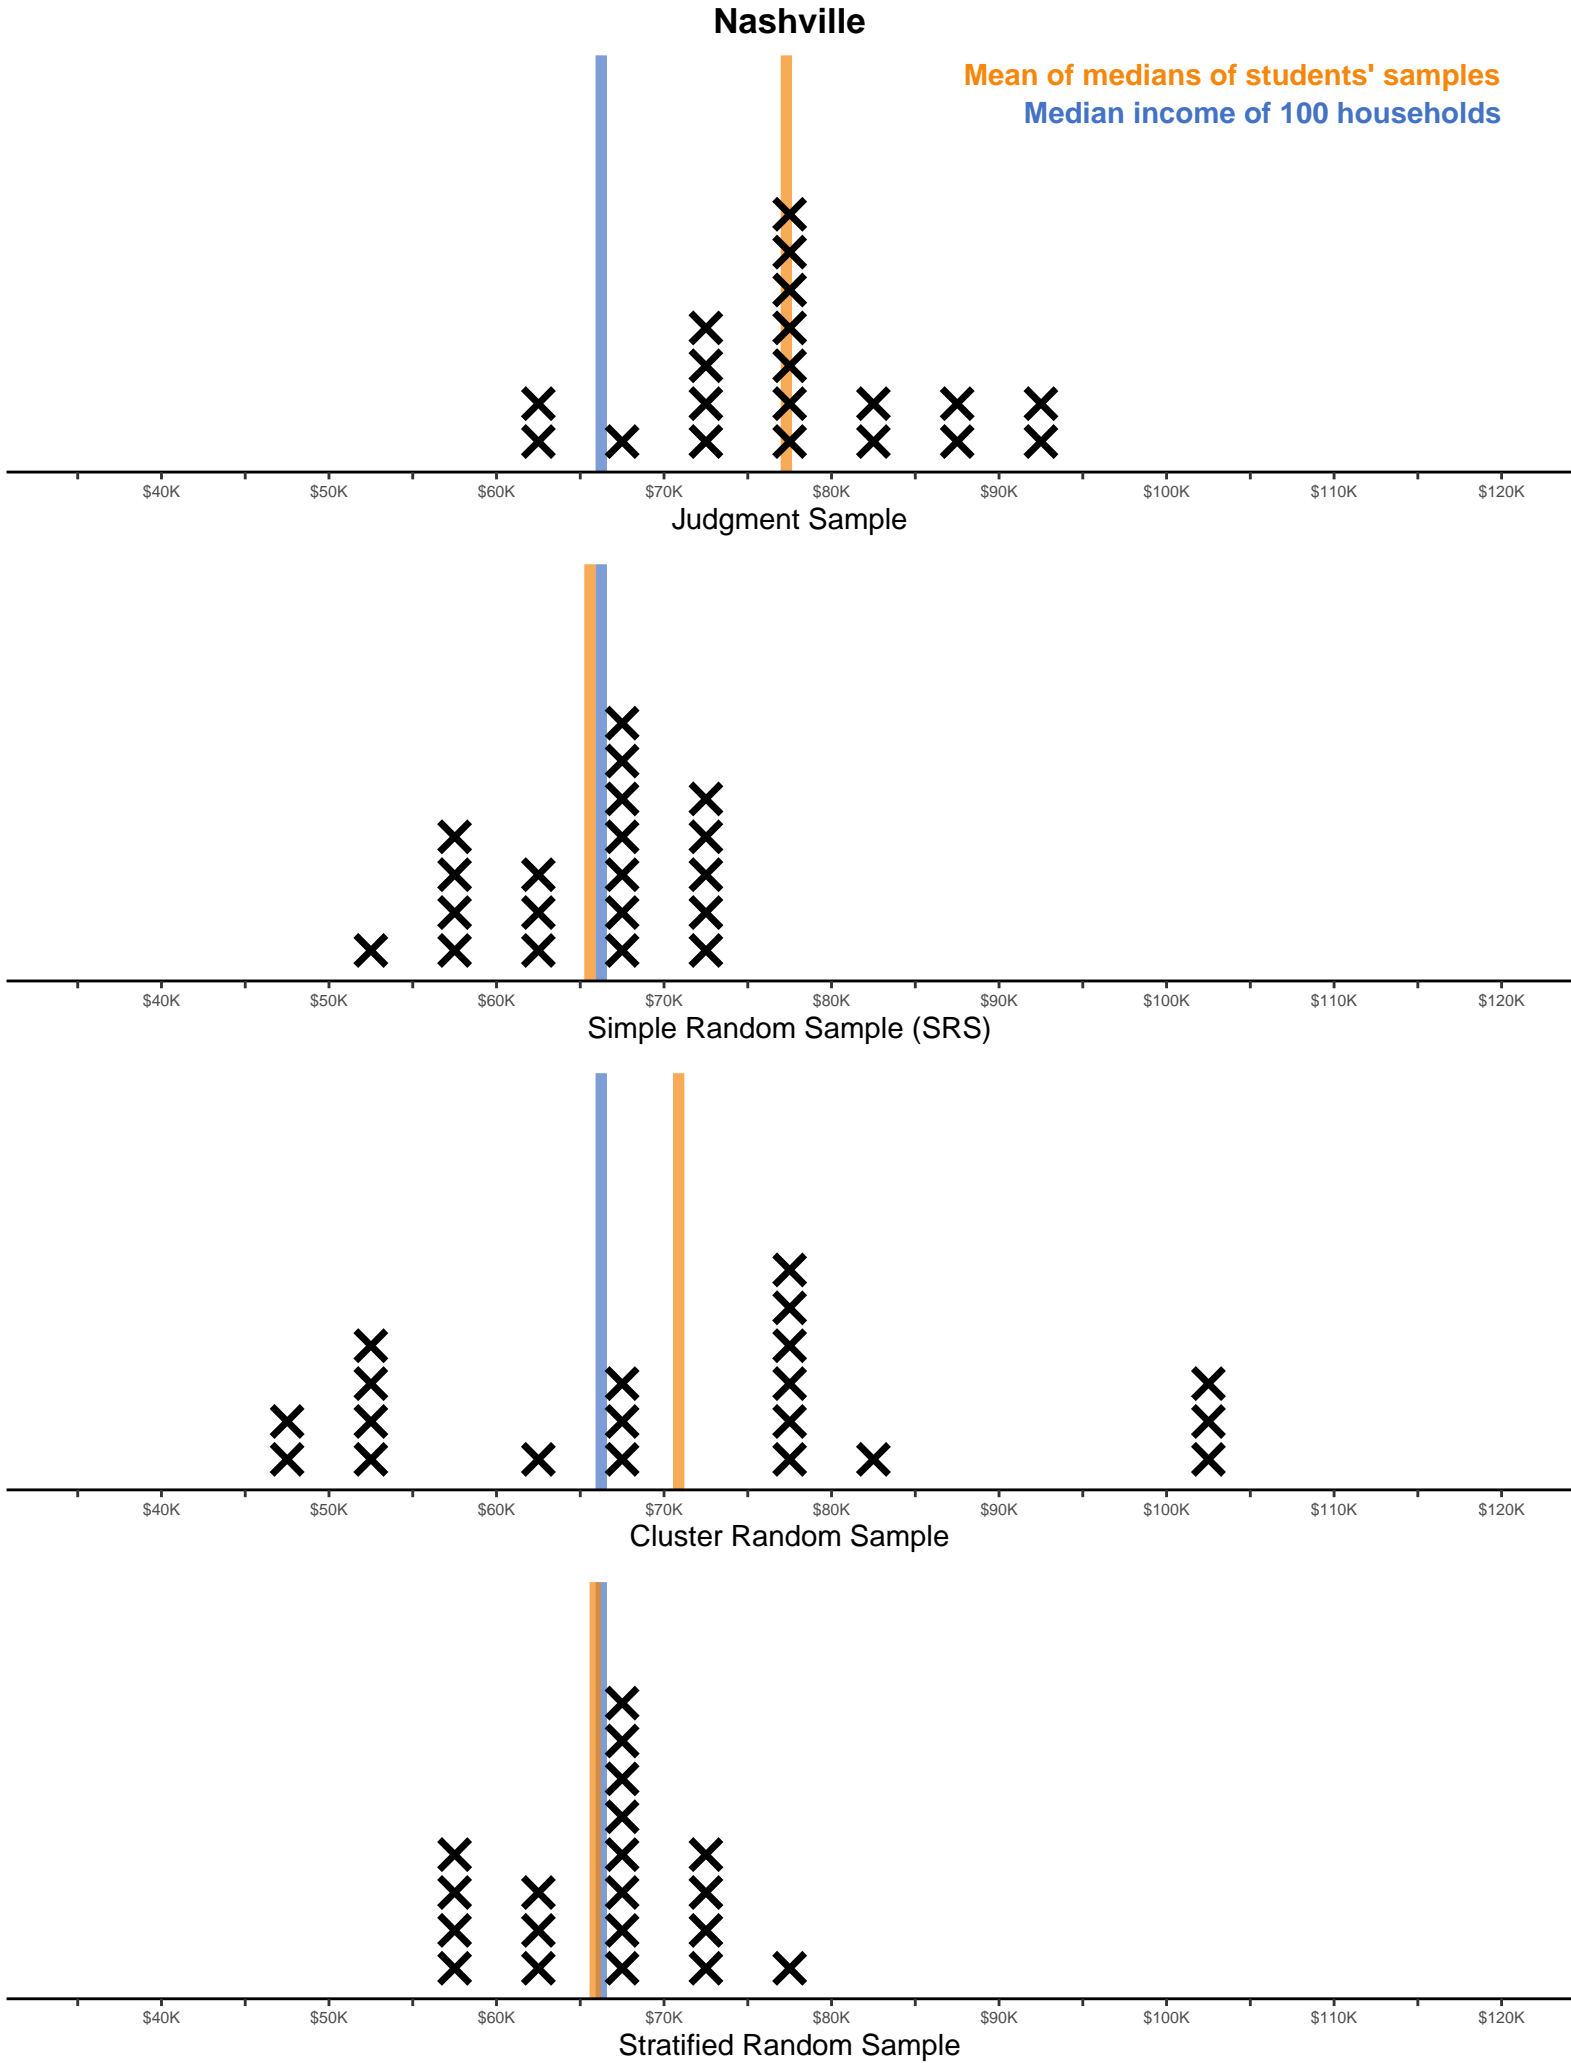 Nashville
Mean of medians of students' samples
Median income of 100 households
$40K $50K $60K $70K $80K $90K $100K $110K $120K
Judgment Sample
$40K $50K $60K $70K $80K $90K $100K $110K $120K
Simple Random Sample (SRS)
$40K $50K $60K $70K $80K $90K $100K $110K $120K
Cluster Random Sample
$40K $50K $60K $70K $80K $90K $100K $110K $120K
Stratified Random Sample